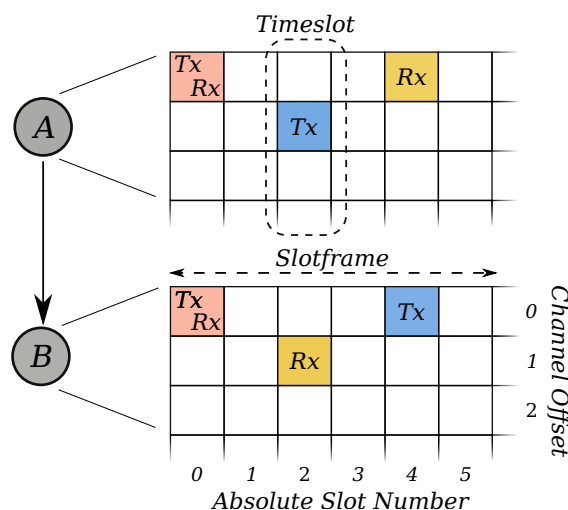 Timeslot
Tx
Rx
Rx
A
Tx
Slotframe
Tx
Rx
Tx
0
B
Rx
1
2
Channel Offset
0 1 2 3 4 5
Absolute Slot Number